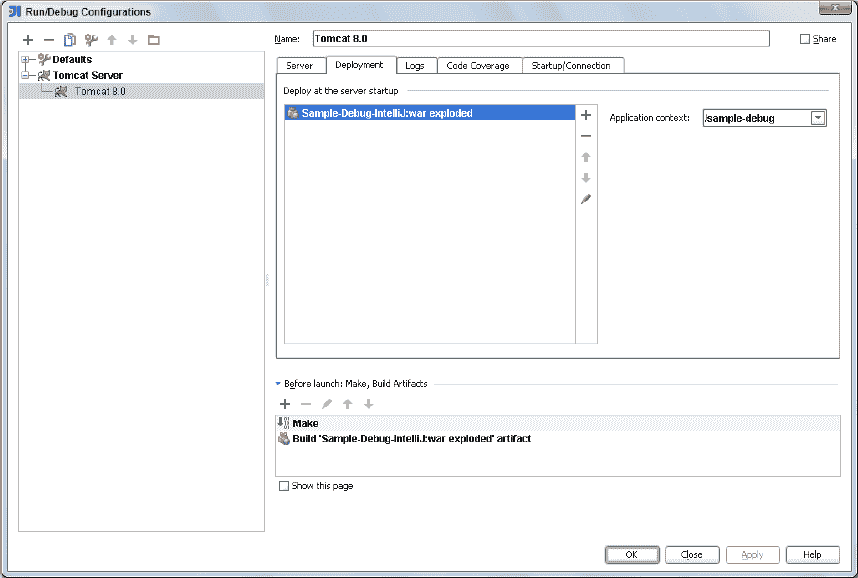 Run/Debug Configurations
Name: Tomcat 8.0
Share
Defaults
Tomcat Server
Tomcat 8.0
Server Deployment Logs Code Coverage Startup/Connection
Deploy at the server startup
Sample-Debug-IntelliJ:war exploded
Application context: /sample-debug
Before launch: Make, Build Artifacts
Make
Build 'Sample-Debug-IntelliJ:war exploded' artifact
Show this page
OK Close Apply Help